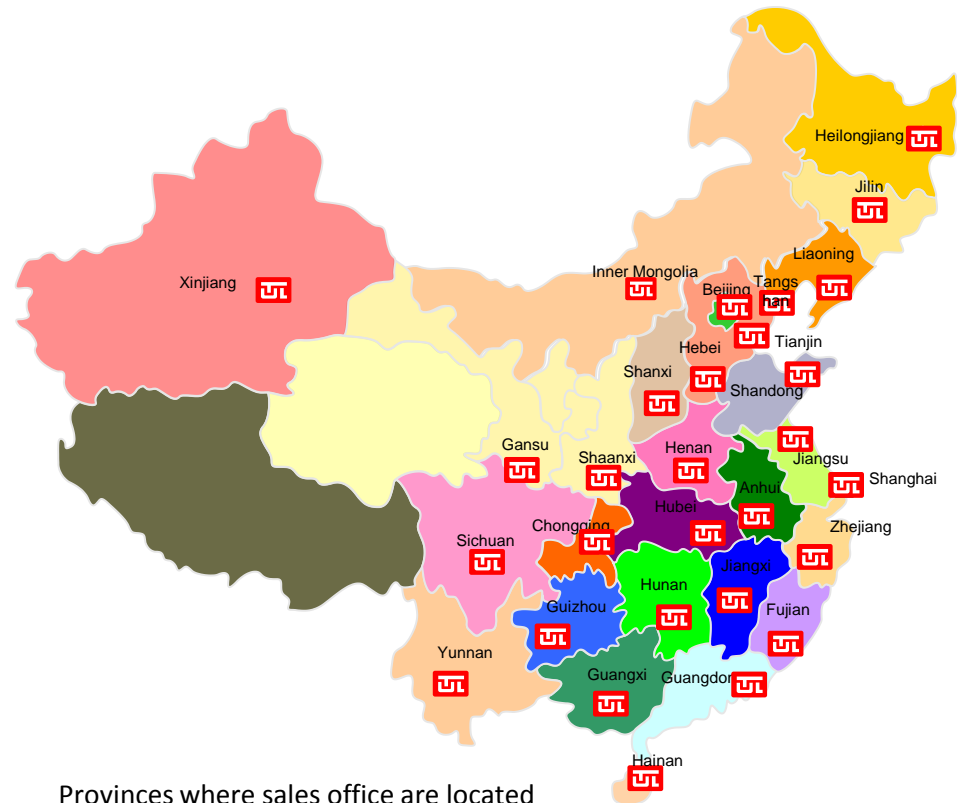 Heilongjiang
Jilin
Liaoning
Inner Mongolia
Xinjiang
Beijing
Tangs
han
Tianjin
Hebei
Shanxi
Shandong
Gansu
Shaanxi
Henan
Jiangsu
Shanghai
Anhui
Hubei
Chongqing
Zhejiang
Sichuan
Jiangxi
Hunan
Guizhou
Fujian
Yunnan
Guangxi
Guangdon
Hainan
Provinces where sales office are located